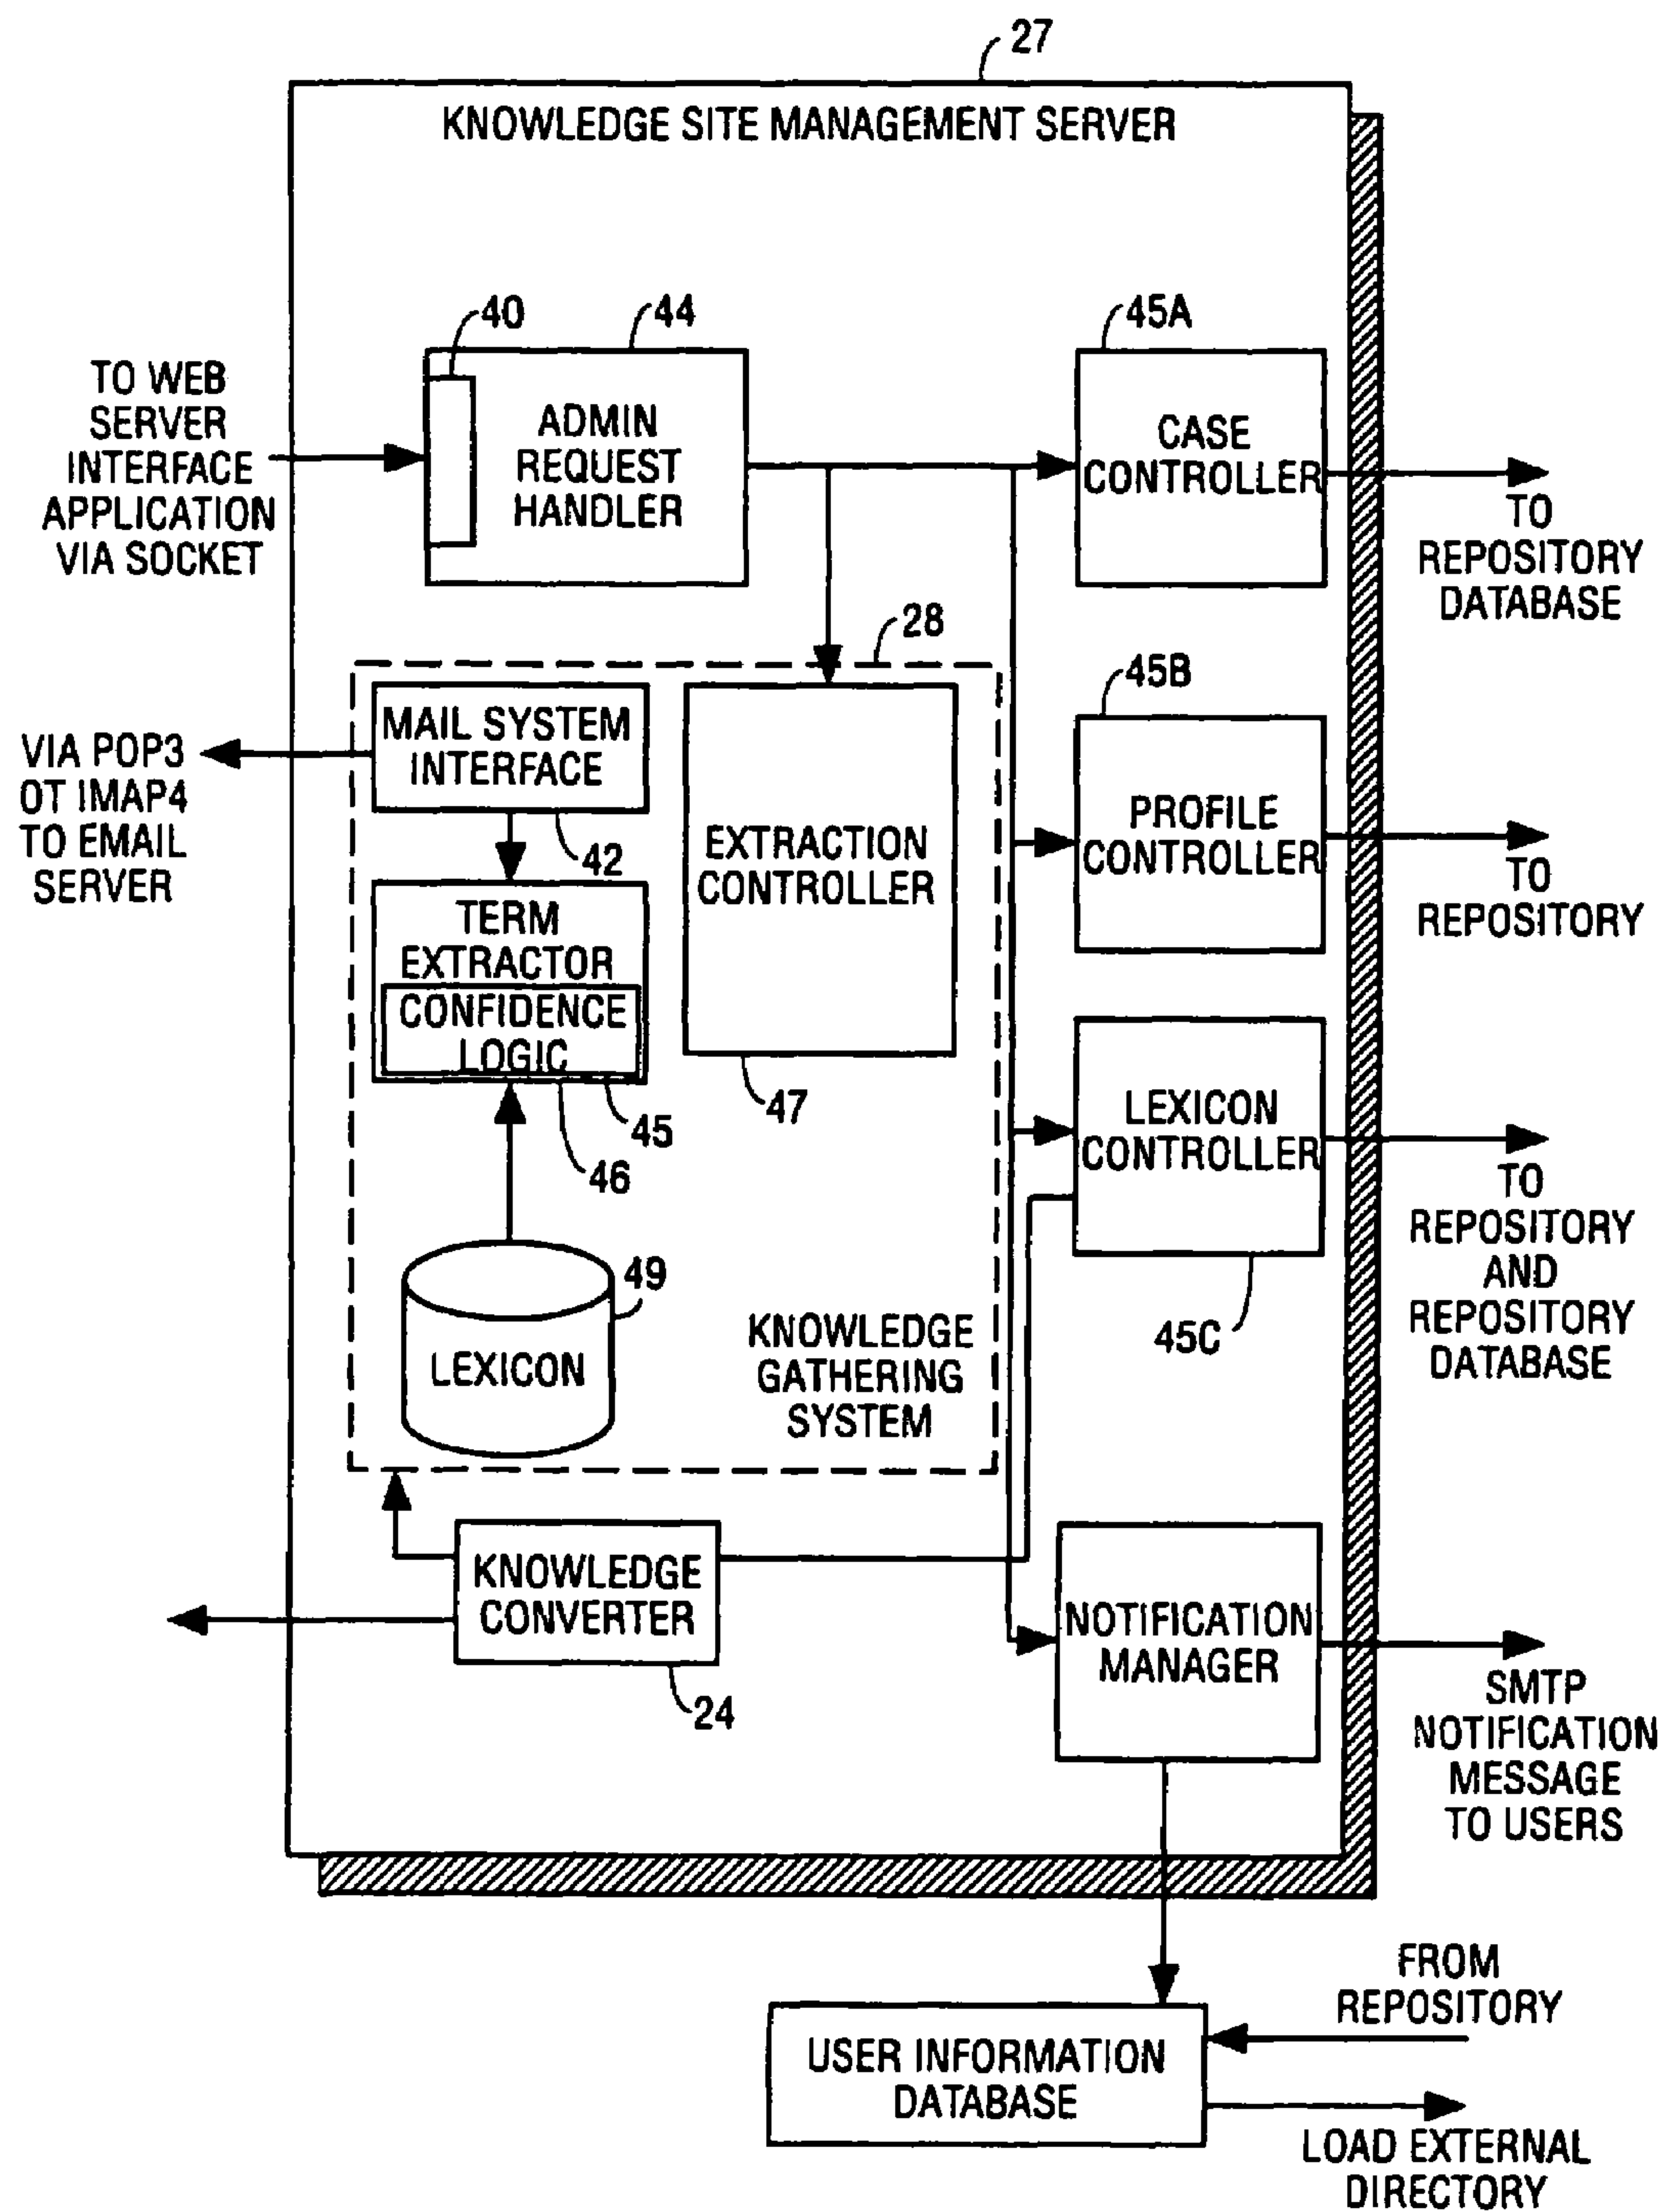 27
KNOWLEDGE SITE MANAGEMENT SERVER
40
44
45A
TO WEB
SERVER
INTERFACE
APPLICATION
VIA SOCKET
ADMIN
REQUEST
HANDLER
CASE
CONTROLLER
TO
REPOSITORY
DATABASE
28
45B
MAIL SYSTEM
INTERFACE
VIA POP3
OT IMAP4
TO EMAIL
SERVER
42
EXTRACTION
CONTROLLER
PROFILE
CONTROLLER
TO
REPOSITORY
TERM
EXTRACTOR
CONFIDENCE
LOGIC
47
45
46
LEXICON
CONTROLLER
TO
REPOSITORY
AND
REPOSITORY
DATABASE
45C
49
LEXICON
KNOWLEDGE
GATHERING
SYSTEM
KNOWLEDGE
CONVERTER
24
NOTIFICATION
MANAGER
SMTP
NOTIFICATION
MESSAGE
TO USERS
FROM
REPOSITORY
USER INFORMATION
DATABASE
LOAD EXTERNAL
DIRECTORY